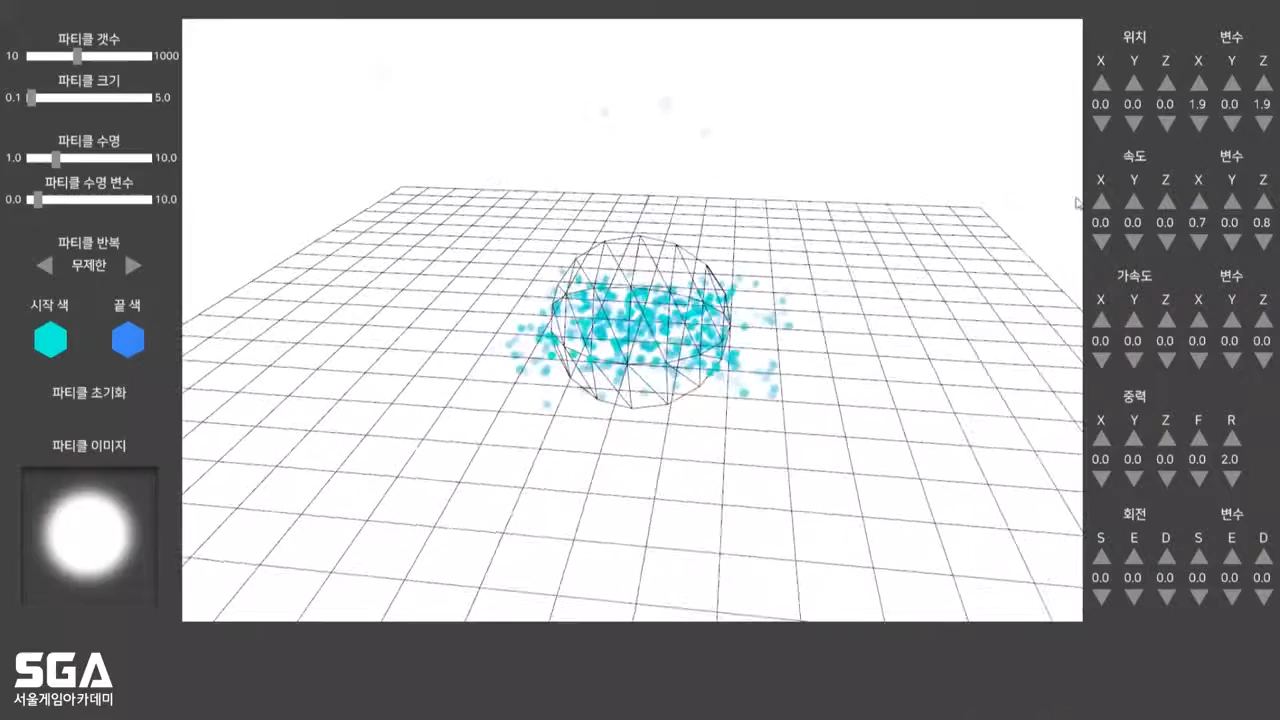 파티클 갯수
10 1000
파티클 크기
0.1 5.0
파티클 수명
1.0 10.0
파티클 수명 변수
0.0 10.0
파티클 반복
무제한
시작 색 끝 색
파티클 초기화
파티클 이미지
위치 변수
X Y Z X Y Z
0.0 0.0 0.0 1.9 0.0 1.9
속도 변수
X Y Z X Y Z
0.0 0.0 0.0 0.7 0.0 0.8
가속도 변수
X Y Z X Y Z
0.0 0.0 0.0 0.0 0.0 0.0
중력
X Y Z F R
0.0 0.0 0.0 0.0 2.0
회전 변수
S E D S E D
0.0 0.0 0.0 0.0 0.0 0.0
SGA
서울게임아카데미